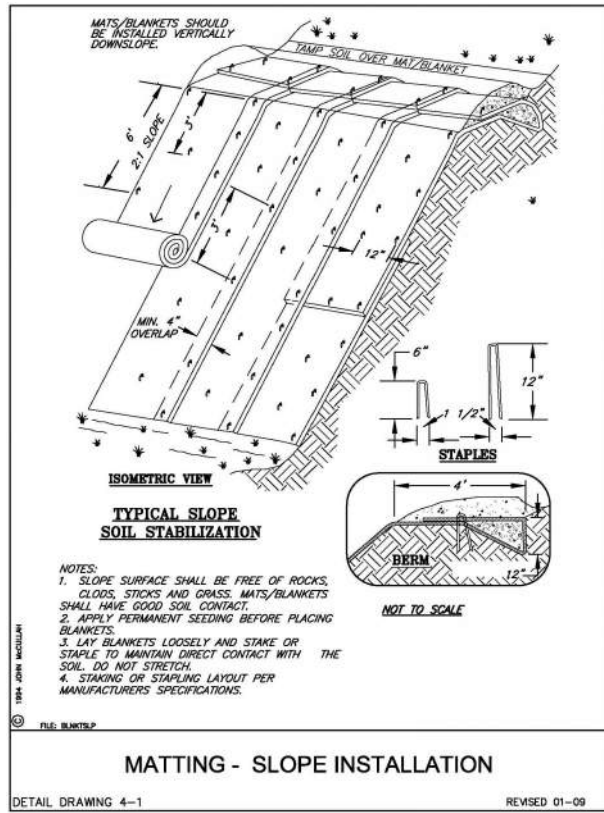 MATS/BLANKETS SHOULD
BE INSTALLED VERTICALLY
DOWNSLOPE.
TAMP SOIL OVER MAT/BLANKET
6'
2:1 SLOPE
3'
3'
12"
MIN. 4"
OVERLAP
6"
12"
1 1/2"
STAPLES
ISOMETRIC VIEW
TYPICAL SLOPE
SOIL STABILIZATION
4'
BERM
12"
NOT TO SCALE
NOTES:
1. SLOPE SURFACE SHALL BE FREE OF ROCKS,
CLODS, STICKS AND GRASS. MATS/BLANKETS
SHALL HAVE GOOD SOIL CONTACT.
2. APPLY PERMANENT SEEDING BEFORE PLACING
BLANKETS.
3. LAY BLANKETS LOOSELY AND STAKE OR
STAPLE TO MAINTAIN DIRECT CONTACT WITH THE
SOIL. DO NOT STRETCH.
4. STAKING OR STAPLING LAYOUT PER
MANUFACTURERS SPECIFICATIONS.
© 1994 JOHN McCULLAH
FILE: BLNKTSLP
MATTING - SLOPE INSTALLATION
DETAIL DRAWING 4-1
REVISED 01-09